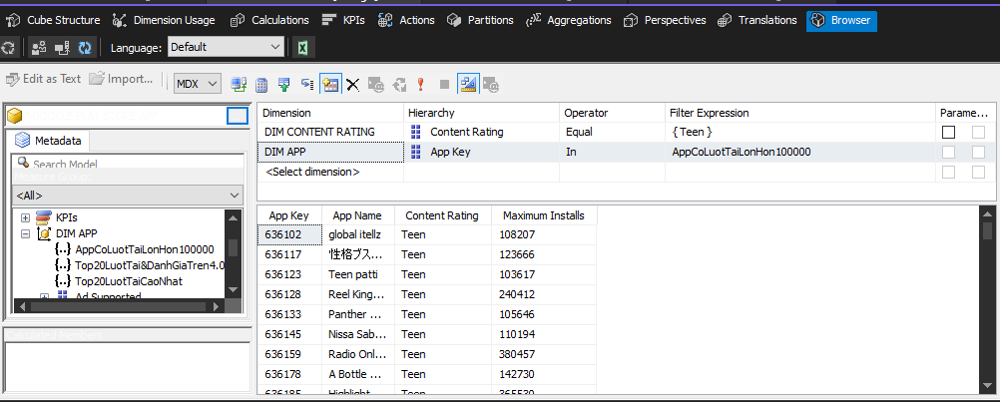 Cube Structure Dimension Usage Calculations KPIs Actions Partitions Aggregations Perspectives Translations Browser
Language: Default
Edit as Text Import... MDX
Metadata
Search Model
Measure Group:
<All>
KPIs
DIM APP
AppCoLuotTaiLonHon100000
Top20LuotTai&DanhGiaTren4.0
Top20LuotTaiCaoNhat
Ad Supported
Dimension Hierarchy Operator Filter Expression Parame...
DIM CONTENT RATING Content Rating Equal { Teen }
DIM APP App Key In AppCoLuotTaiLonHon100000
<Select dimension>
App Key App Name Content Rating Maximum Installs
636102 global itellz Teen 108207
636117 性格ブス... Teen 123666
636123 Teen patti Teen 103617
636128 Reel King... Teen 240412
636133 Panther ... Teen 105646
636145 Nissa Sab... Teen 110194
636159 Radio Onl... Teen 380457
636178 A Bottle ... Teen 142730
636185 Highlight Teen 365530